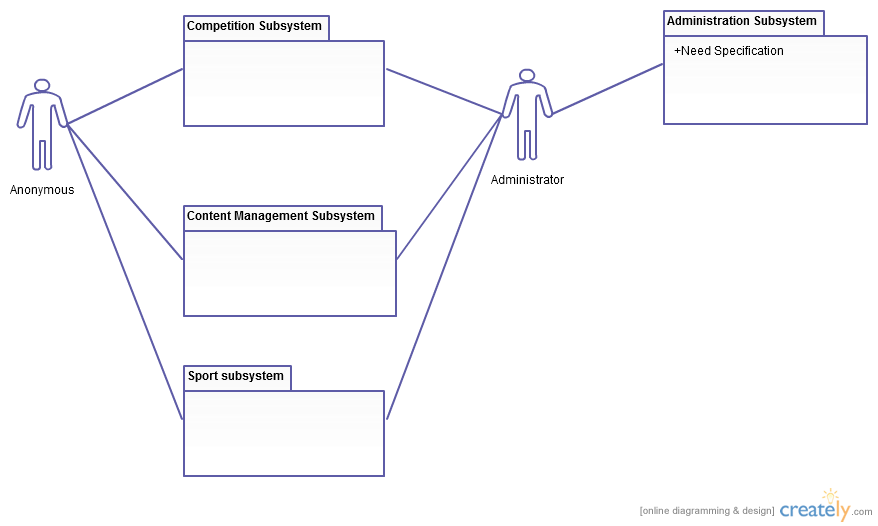 Competition Subsystem
Administration Subsystem
+Need Specification
Anonymous
Administrator
Content Management Subsystem
Sport subsystem
[online diagramming & design] creately.com